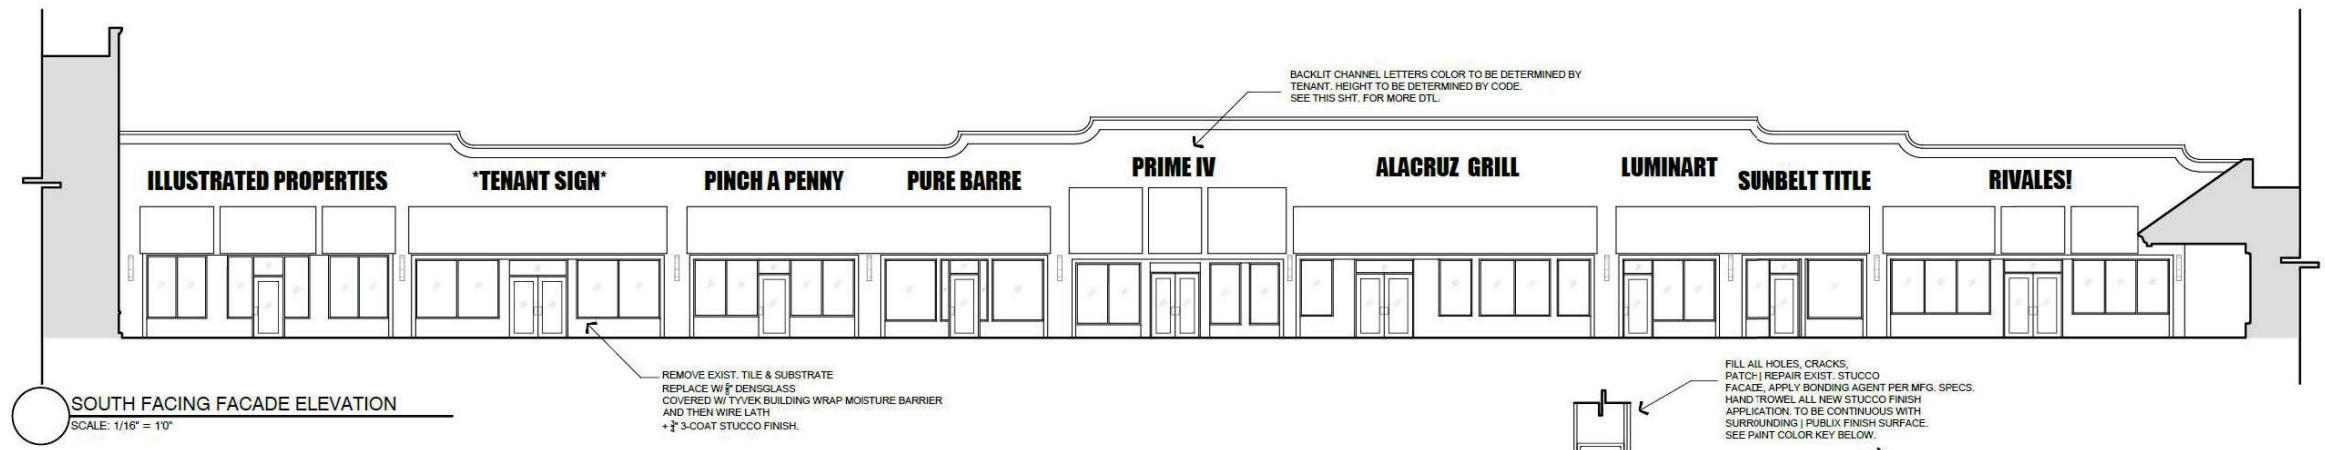 BACKLIT CHANNEL LETTERS COLOR TO BE DETERMINED BY
TENANT. HEIGHT TO BE DETERMINED BY CODE.
SEE THIS SHT. FOR MORE DTL.
ILLUSTRATED PROPERTIES
*TENANT SIGN*
PINCH A PENNY
PURE BARRE
PRIME IV
ALACRUZ GRILL
LUMINART
SUNBELT TITLE
RIVALES!
REMOVE EXIST. TILE & SUBSTRATE
REPLACE W/ DENSGLASS
COVERED W/ TYVEK BUILDING WRAP MOISTURE BARRIER
AND THEN WIRE LATH
+ 3-COAT STUCCO FINISH.
FILL ALL HOLES, CRACKS,
PATCH | REPAIR EXIST. STUCCO
FACADE, APPLY BONDING AGENT PER MFG. SPECS.
HAND TROWEL ALL NEW STUCCO FINISH
APPLICATION. TO BE CONTINUOUS WITH
SURROUNDING | PUBLIX FINISH SURFACE.
SEE PAINT COLOR KEY BELOW.
SOUTH FACING FACADE ELEVATION
SCALE: 1/16" = 1'0"